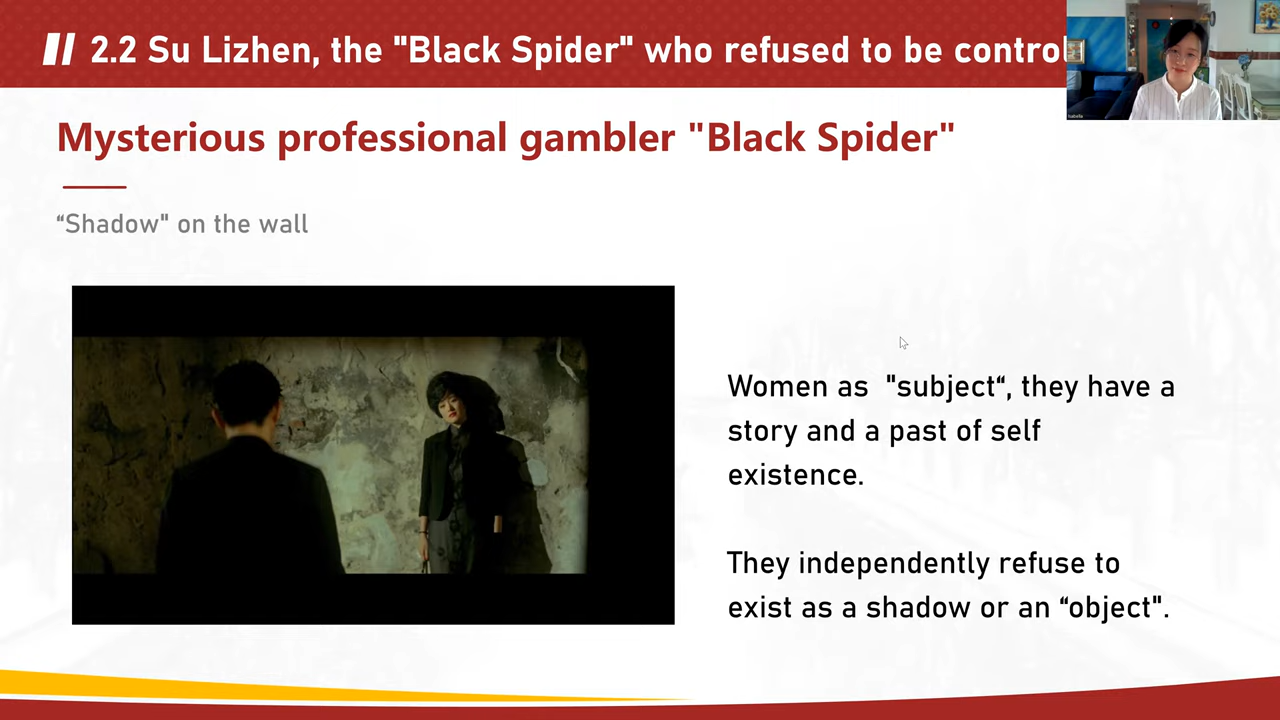 2.2 Su Lizhen, the "Black Spider" who refused to be control
Mysterious professional gambler "Black Spider"
“Shadow" on the wall
Women as "subject“, they have a
story and a past of self
existence.
They independently refuse to
exist as a shadow or an “object".